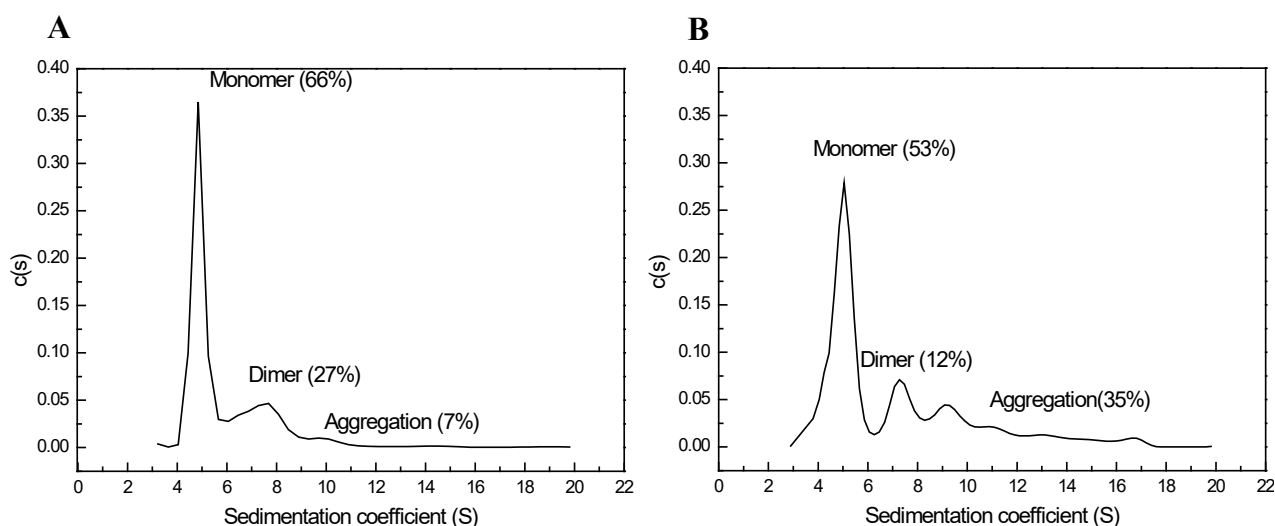 A
0.40
0.35
0.30
0.25
0.20
0.15
0.10
0.05
0.00
c(s)
Monomer (66%)
Dimer (27%)
Aggregation (7%)
0 2 4 6 8 10 12 14 16 18 20 22
Sedimentation coefficient (S)
B
0.40
0.35
0.30
0.25
0.20
0.15
0.10
0.05
0.00
c(s)
Monomer (53%)
Dimer (12%)
Aggregation(35%)
0 2 4 6 8 10 12 14 16 18 20 22
Sedimentation coefficient (S)